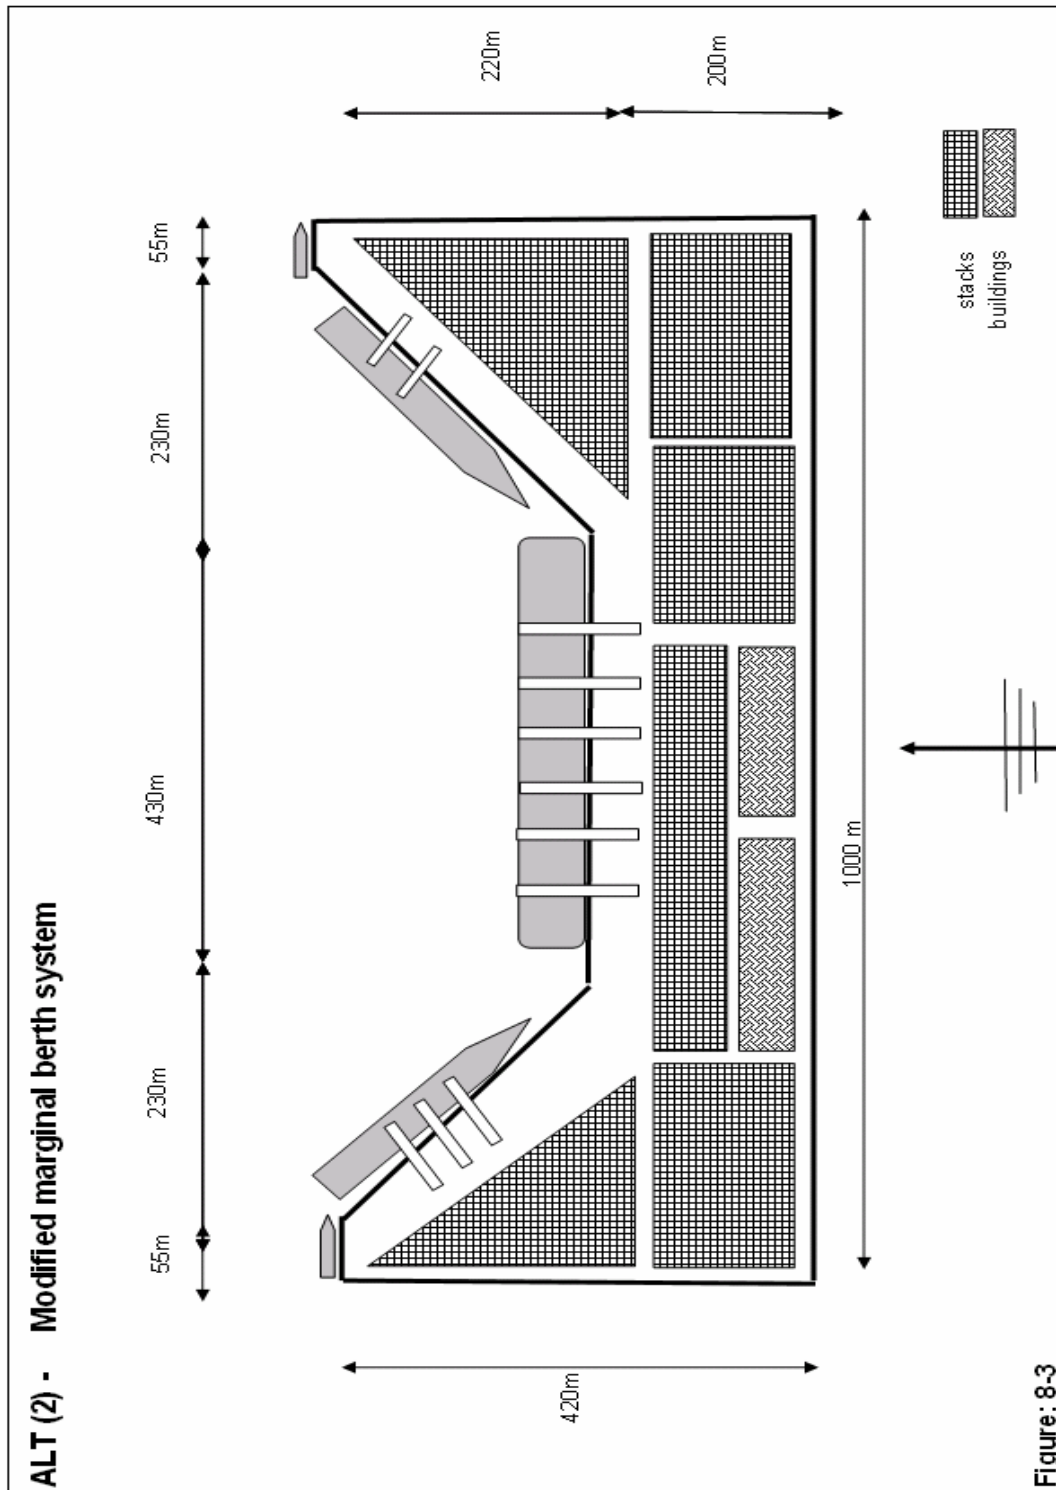 ALT (2) - Modified marginal berth system
55m
230m
430m
230m
55m
420m
220m
200m
1000 m
stacks
buildings
Figure: 8-3